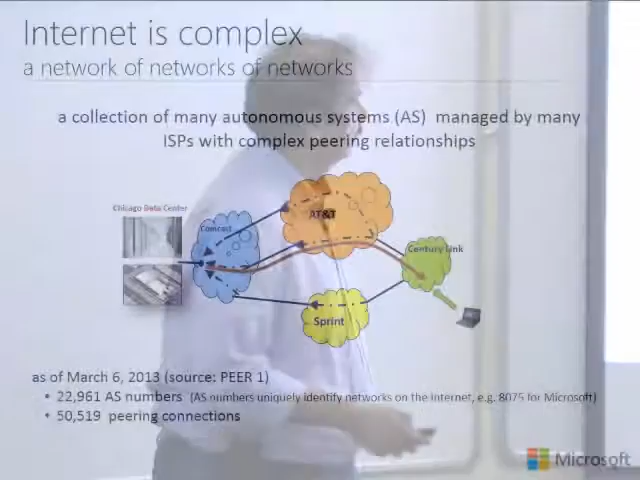 Internet is complex
a network of networks of networks
a collection of many autonomous systems (AS) managed by many
ISPs with complex peering relationships
Chicago Data Center
Comcast
AT&T
Century Link
Sprint
as of March 6, 2013 (source: PEER 1)
• 22,961 AS numbers (AS numbers uniquely identify networks on the Internet, e.g. 8075 for Microsoft)
• 50,519 peering connections
Microsoft